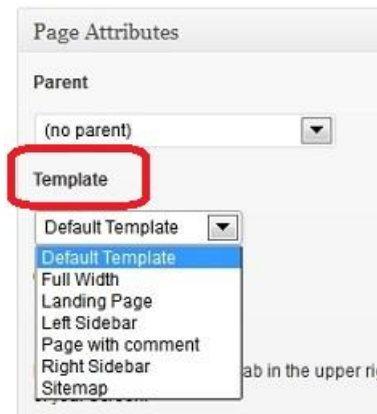 Page Attributes
Parent
(no parent)
Template
Default Template
Default Template
Full Width
Landing Page
Left Sidebar
Page with comment
Right Sidebar
ab in the upper ri
Sitemap